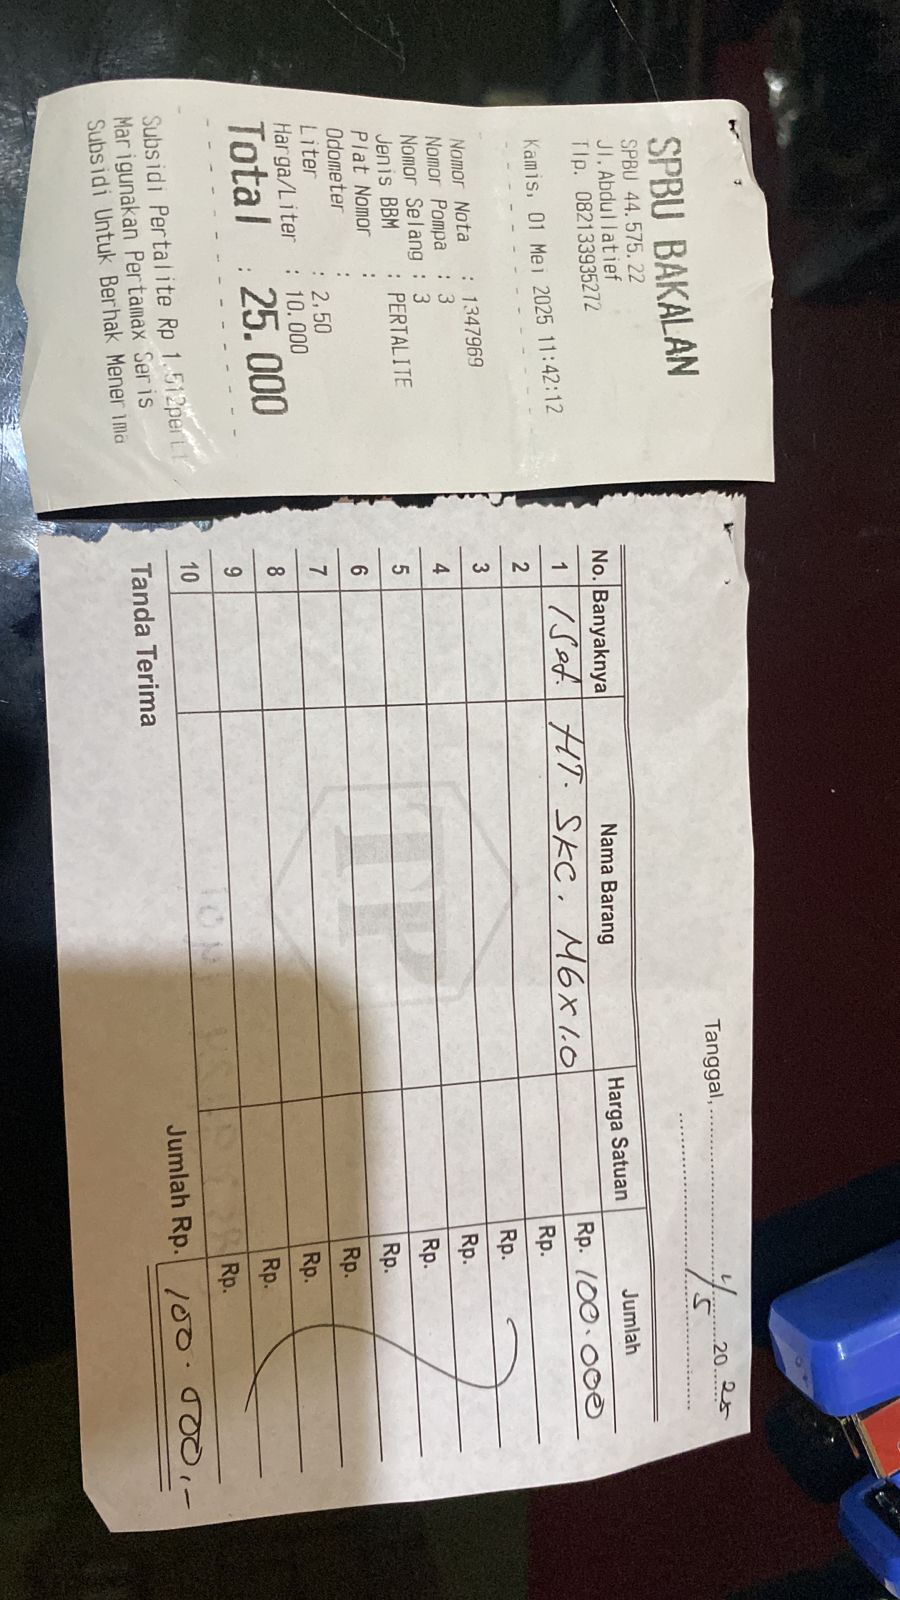 SPBU BAKALAN
SPBU 44.575.22
Jl.Abdullatief
Tlp. 082133935272
Kamis, 01 Mei 2025 11:42:12
Nomor Nota : 1347969
Nomor Pompa : 3
Nomor Selang : 3
Jenis BBM : PERTALITE
Plat Nomor :
Odometer :
Liter : 2,50
Harga/Liter : 10.000
Total : 25.000
Subsidi Pertalite Rp 1.512per
Marigunakan Pertamax Seris
Subsidi Untuk Berhak Menerima
Tanggal, 1/5 20 25
No. Banyaknya Nama Barang Harga Satuan Jumlah
1 1 Set. HT. SKC. M6x1.0 Rp. 100.000
2 Rp.
3 Rp.
4 Rp.
5 Rp.
6 Rp.
7 Rp.
8 Rp.
9 Rp.
10 Rp.
Tanda Terima Jumlah Rp. 100.000,-
TP